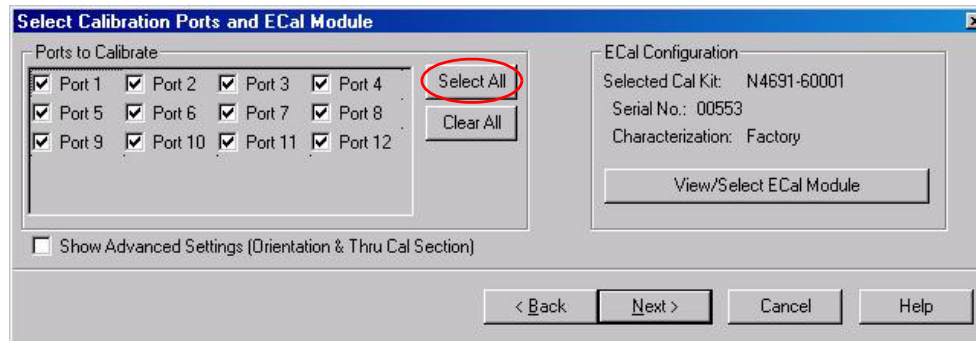 Select Calibration Ports and ECal Module
Ports to Calibrate
Port 1 Port 2 Port 3 Port 4
Port 5 Port 6 Port 7 Port 8
Port 9 Port 10 Port 11 Port 12
Select All
Clear All
Show Advanced Settings (Orientation & Thru Cal Section)
ECal Configuration
Selected Cal Kit: N4691-60001
Serial No.: 00553
Characterization: Factory
View/Select ECal Module
< Back Next > Cancel Help